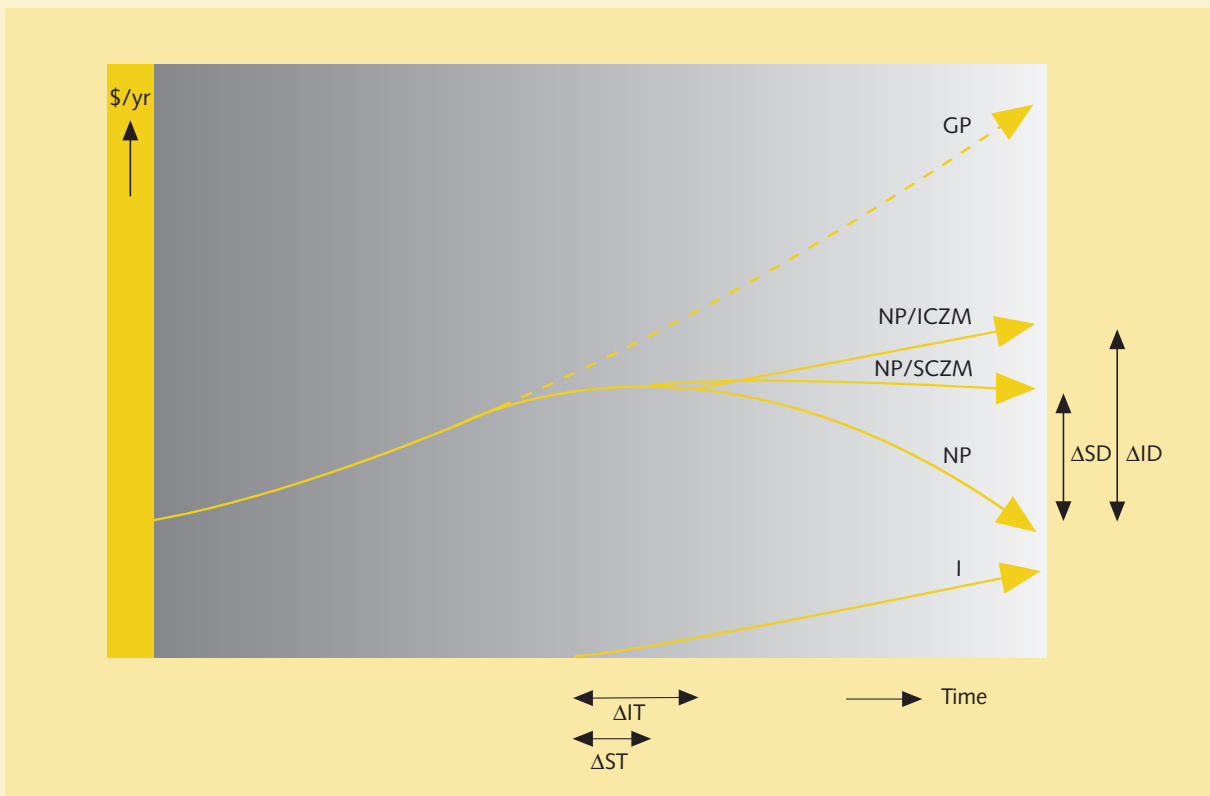 $/yr
GP
NP/ICZM
NP/SCZM
NP
ΔSD
ΔID
I
Time
ΔIT
ΔST